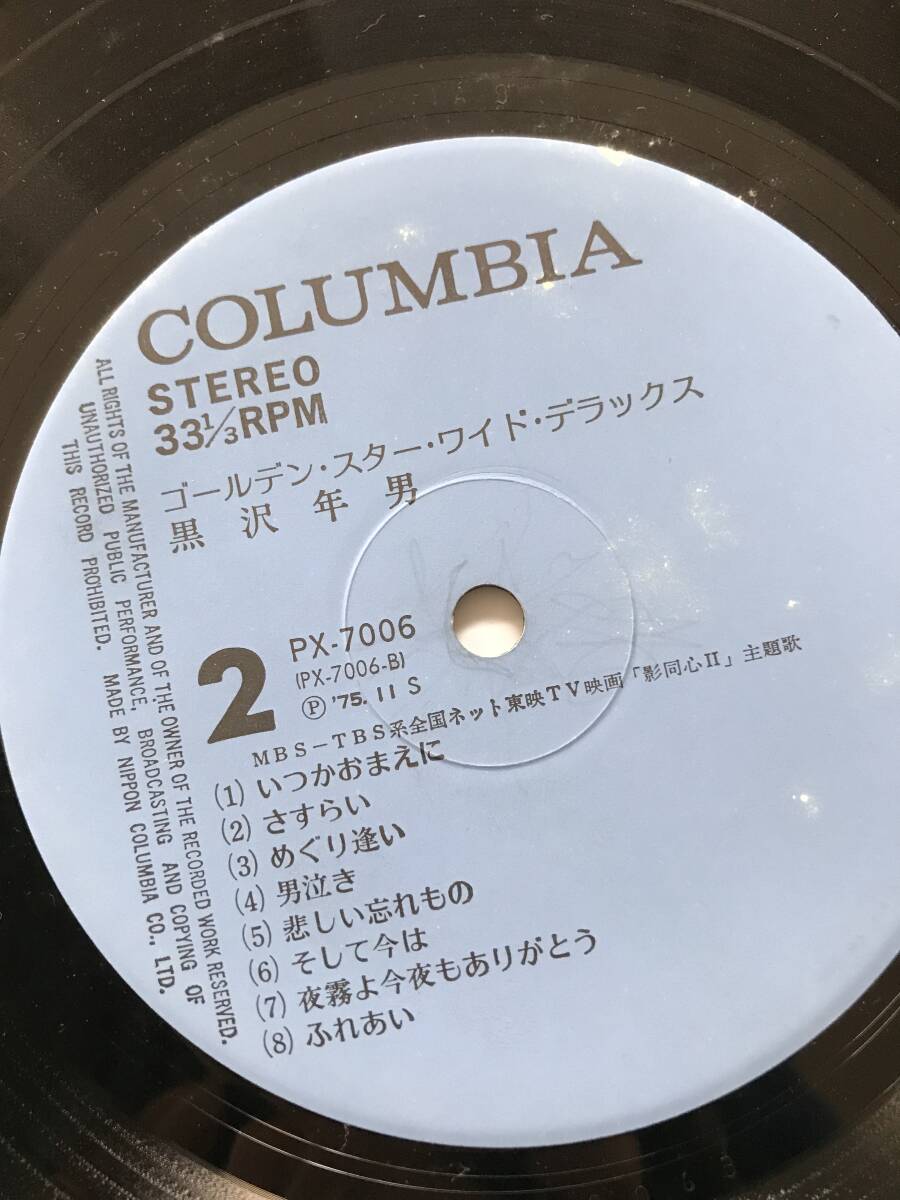 COLUMBIA
STEREO
33⅓RPM
ゴールデン・スター・ワイド・デラックス
黒沢年男
2
PX-7006
(PX-7006-B)
Ⓟ '75. 11 S
MBS－TBS系全国ネット東映TV映画「影同心II」主題歌
(1) いつかおまえに
(2) さすらい
(3) めぐり逢い
(4) 男泣き
(5) 悲しい忘れもの
(6) そして今は
(7) 夜霧よ今夜もありがとう
(8) ふれあい
ALL RIGHTS OF THE MANUFACTURER AND OF THE OWNER OF THE RECORDED WORK RESERVED.
UNAUTHORIZED PUBLIC PERFORMANCE, BROADCASTING AND COPYING OF
THIS RECORD PROHIBITED. MADE BY NIPPON COLUMBIA CO., LTD.